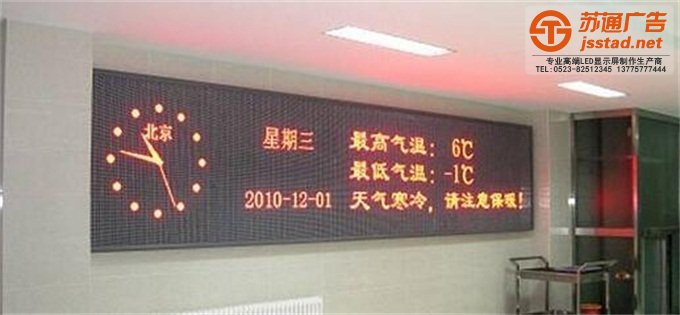 苏通广告
jsstad.net
专业高端LED显示屏制作生产商
TEL:0523-82512345 13775777444
北京
星期三
2010-12-01
最高气温: 6℃
最低气温: -1℃
天气寒冷,请注意保暖!